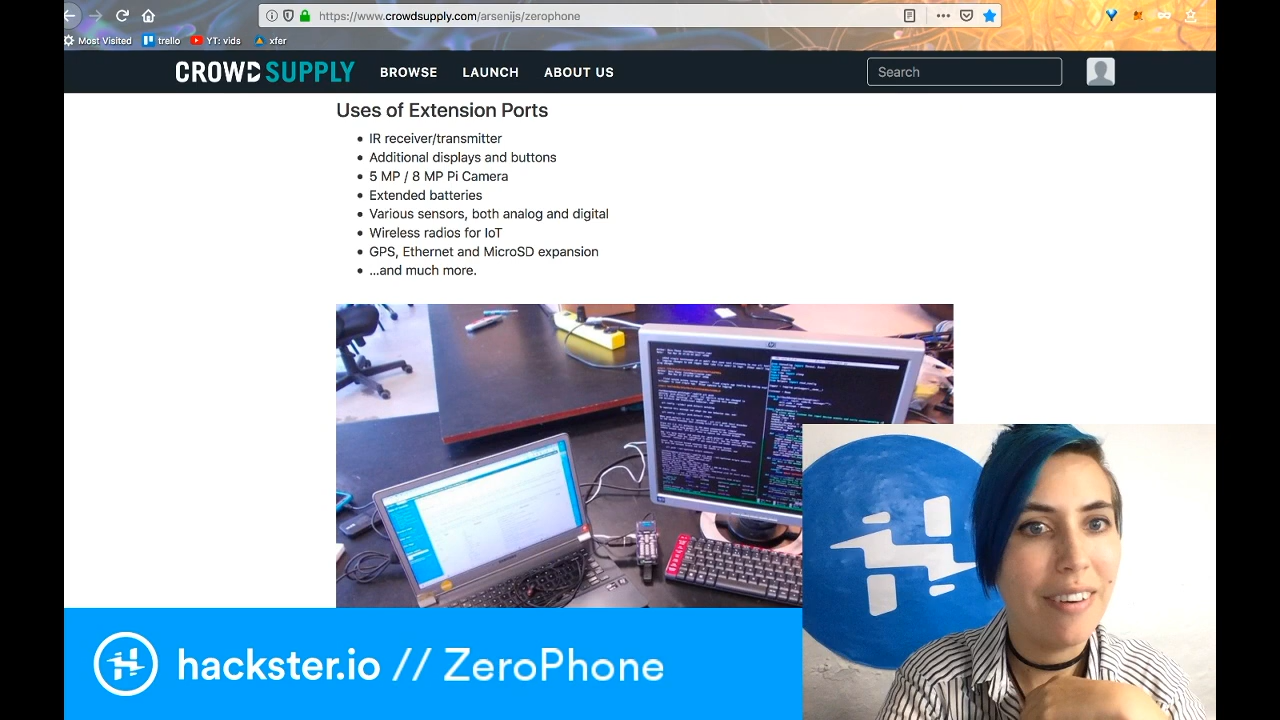 https://www.crowdsupply.com/arsenijs/zerophone
Most Visited trello YT: vids xfer
CROWD SUPPLY BROWSE LAUNCH ABOUT US Search
Uses of Extension Ports
IR receiver/transmitter
Additional displays and buttons
5 MP / 8 MP Pi Camera
Extended batteries
Various sensors, both analog and digital
Wireless radios for IoT
GPS, Ethernet and MicroSD expansion
...and much more.
hackster.io // ZeroPhone